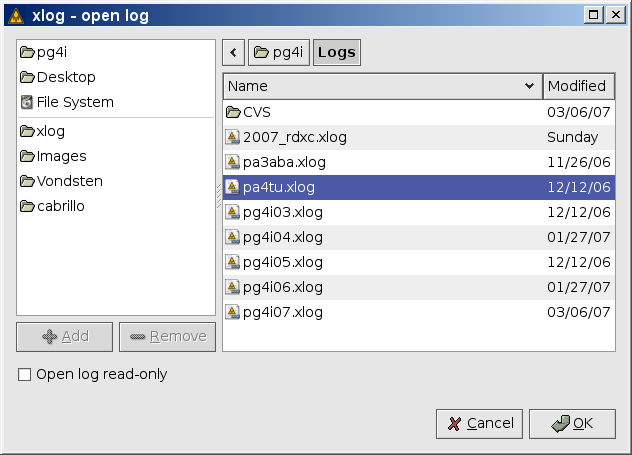 xlog - open log
pg4i
Desktop
File System
xlog
Images
Vondsten
cabrillo
Add Remove
Open log read-only
pg4i Logs
Name Modified
CVS 03/06/07
2007_rdxc.xlog Sunday
pa3aba.xlog 11/26/06
pa4tu.xlog 12/12/06
pg4i03.xlog 12/12/06
pg4i04.xlog 01/27/07
pg4i05.xlog 12/12/06
pg4i06.xlog 01/27/07
pg4i07.xlog 03/06/07
Cancel OK